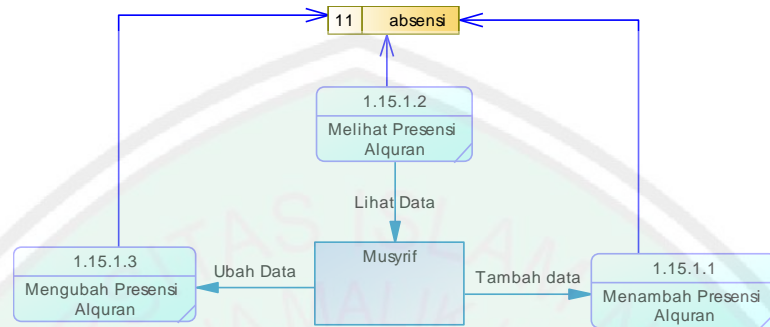 11 absensi
1.15.1.2
Melihat Presensi
Alquran
Lihat Data
Musyrif
1.15.1.3
Mengubah Presensi
Alquran
Ubah Data
Tambah data
1.15.1.1
Menambah Presensi
Alquran